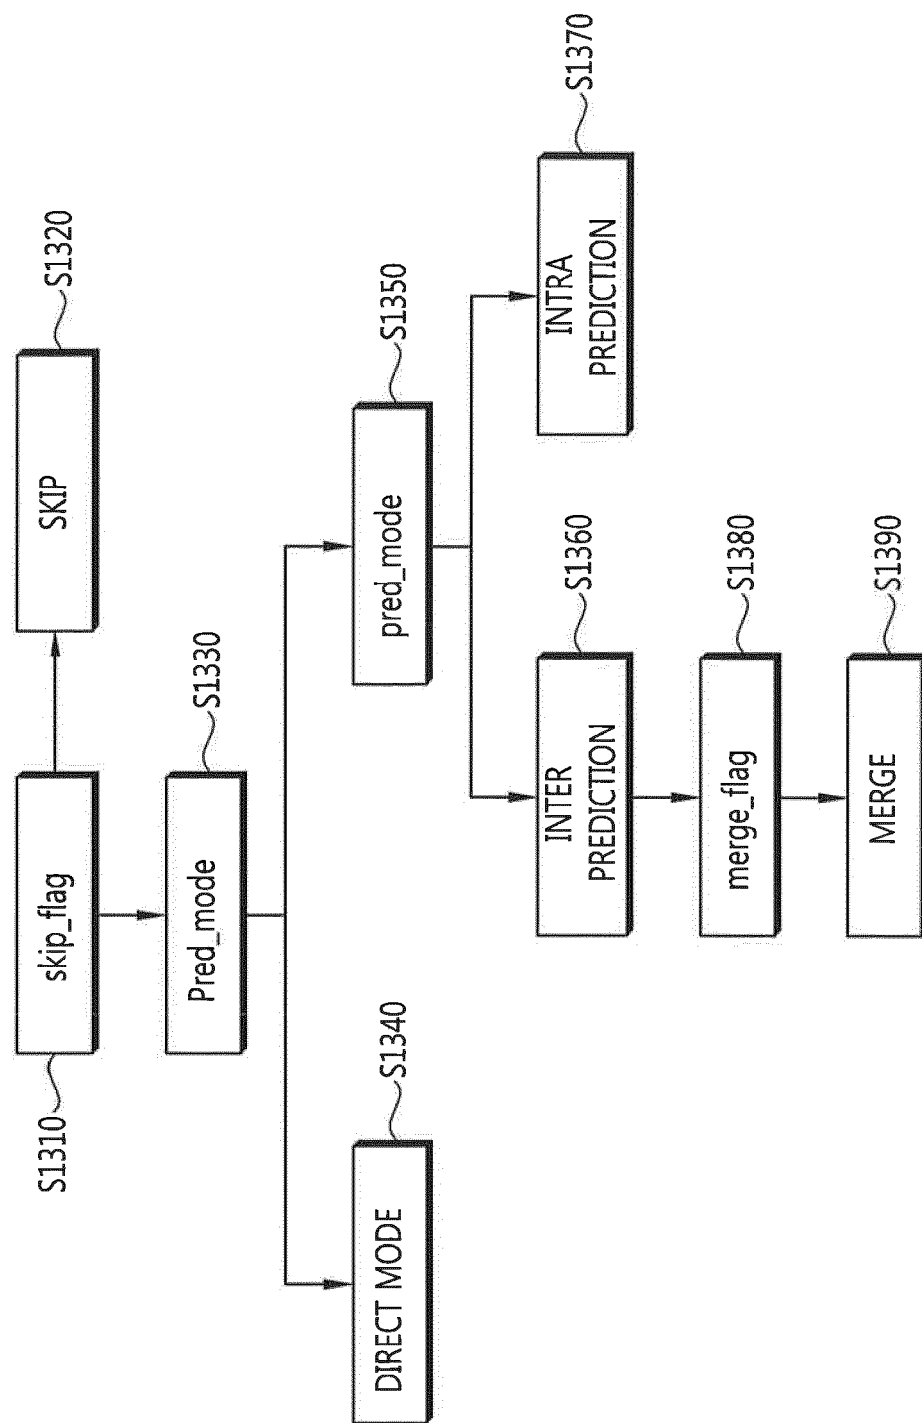 S1310
skip_flag
SKIP
S1320
Pred_mode
S1330
DIRECT MODE
S1340
pred_mode
S1350
INTER
PREDICTION
S1360
INTRA
PREDICTION
S1370
merge_flag
S1380
MERGE
S1390